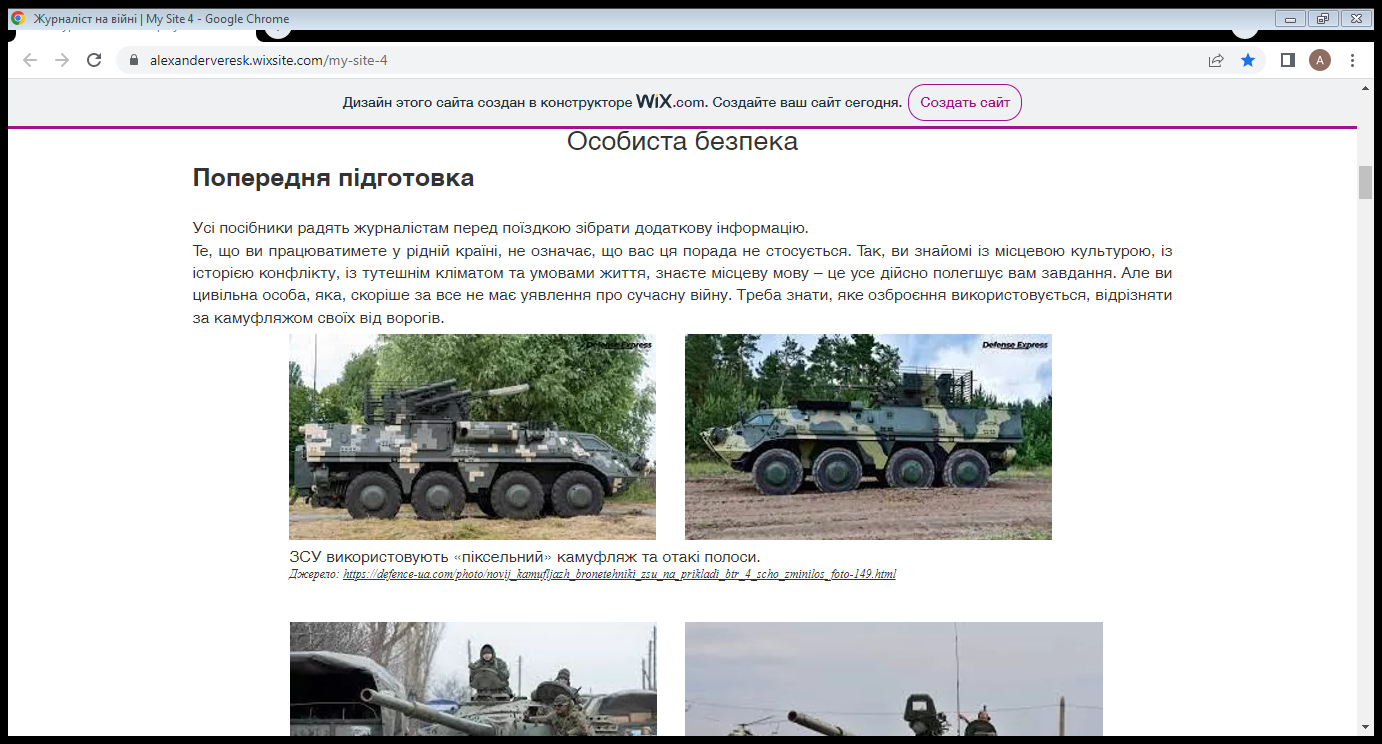 Журналіст на війні | My Site 4 - Google Chrome
alexanderveresk.wixsite.com/my-site-4
A
Дизайн этого сайта создан в конструкторе WiX.com. Создайте ваш сайт сегодня. Создать сайт
Особиста безпека
Попередня підготовка
Усі посібники радять журналістам перед поїздкою зібрати додаткову інформацію.
Те, що ви працюватимете у рідній країні, не означає, що вас ця порада не стосується. Так, ви знайомі із місцевою культурою, із
історією конфлікту, із тутешнім кліматом та умовами життя, знаєте місцеву мову – це усе дійсно полегшує вам завдання. Але ви
цивільна особа, яка, скоріше за все не має уявлення про сучасну війну. Треба знати, яке озброєння використовується, відрізняти
за камуфляжом своїх від ворогів.
Defense Express
Defense Express
ЗСУ використовують «піксельний» камуфляж та отакі полоси.
Джерело: https://defence-ua.com/photo/novij_kamufljazh_bronetehniki_zsu_na_prikladi_btr_4_scho_zminilos_foto-149.html